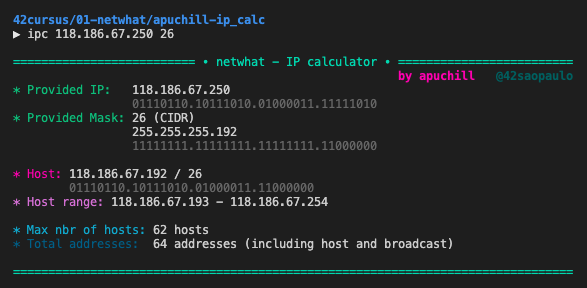 42cursus/01-netwhat/apuchill-ip_calc
▶ ipc 118.186.67.250 26
========================== • netwhat - IP calculator • =========================
by apuchill @42saopaulo
* Provided IP: 118.186.67.250
01110110.10111010.01000011.11111010
* Provided Mask: 26 (CIDR)
255.255.255.192
11111111.11111111.11111111.11000000
* Host: 118.186.67.192 / 26
01110110.10111010.01000011.11000000
* Host range: 118.186.67.193 - 118.186.67.254
* Max nbr of hosts: 62 hosts
* Total addresses: 64 addresses (including host and broadcast)
================================================================================